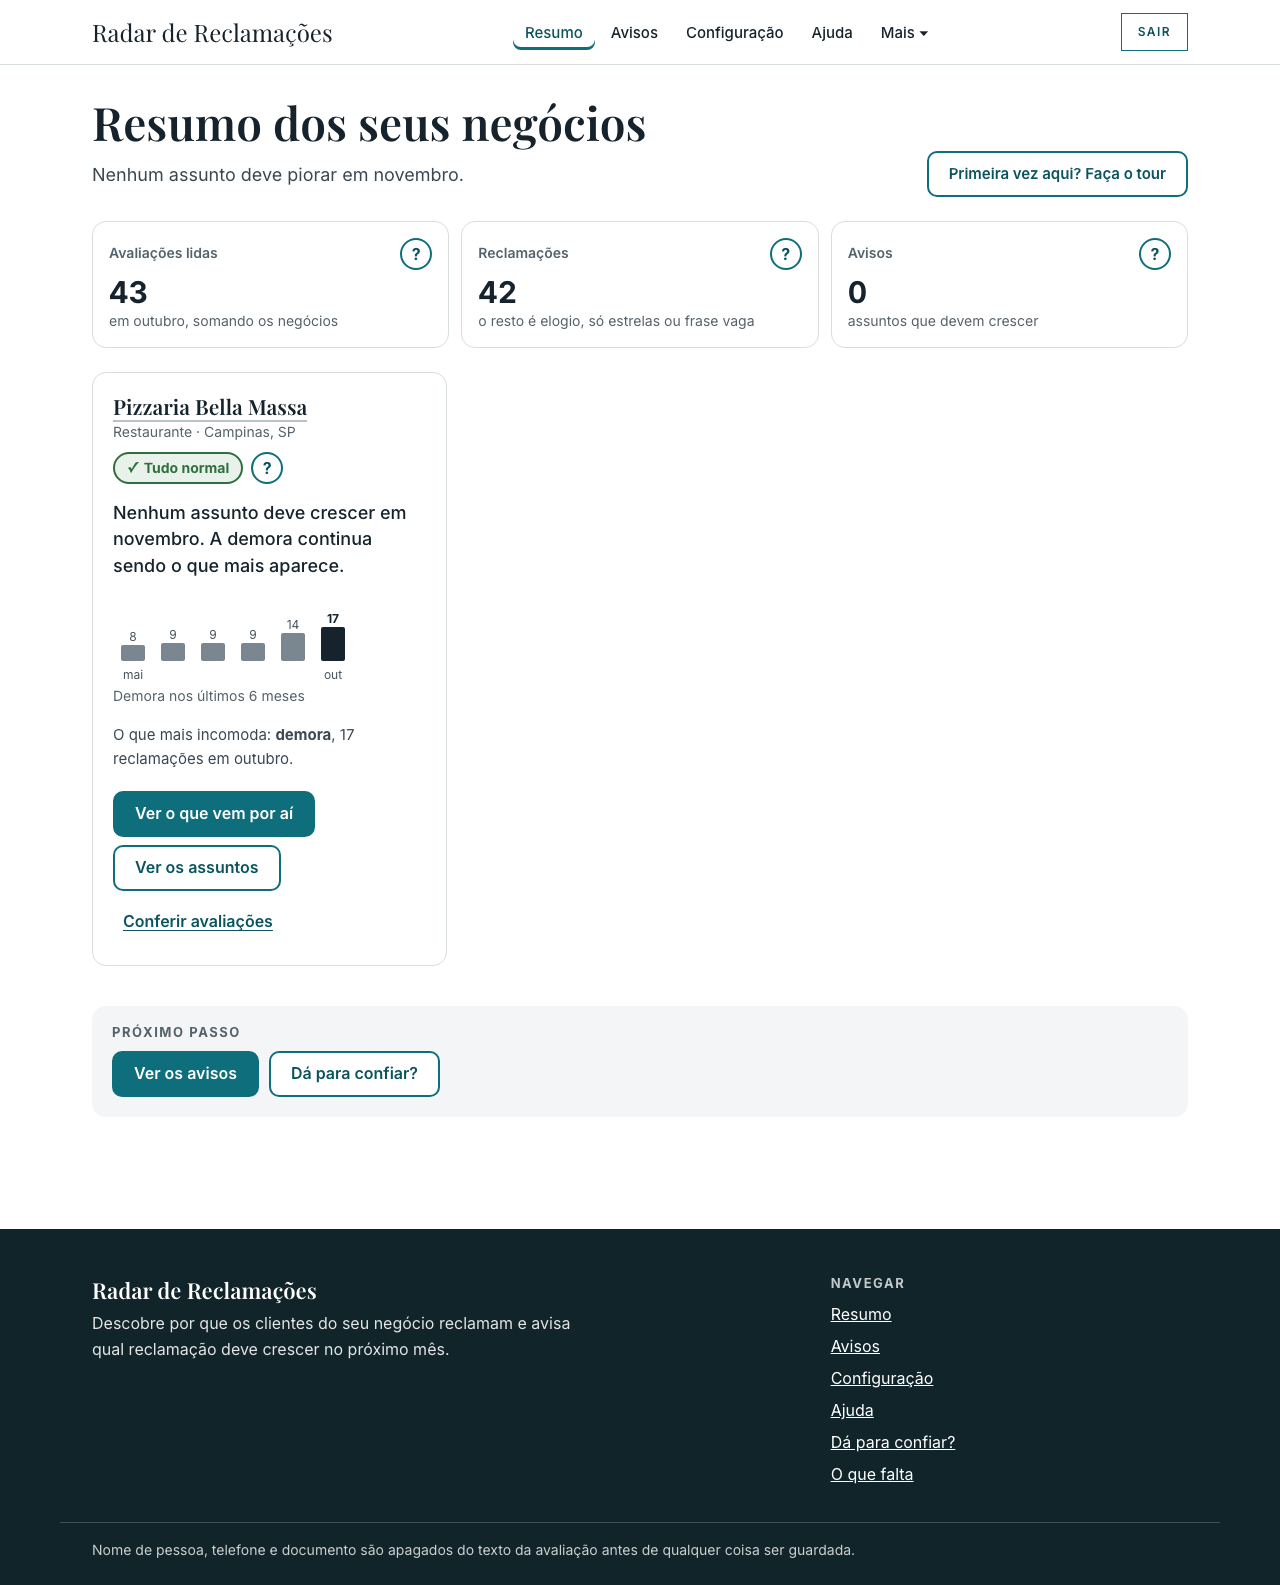 Radar de Reclamações
Resumo
Avisos
Configuração
Ajuda
Mais
SAIR
Resumo dos seus negócios
Nenhum assunto deve piorar em novembro.
Primeira vez aqui? Faça o tour
Avaliações lidas
?
43
em outubro, somando os negócios
Reclamações
?
42
o resto é elogio, só estrelas ou frase vaga
Avisos
?
0
assuntos que devem crescer
Pizzaria Bella Massa
Restaurante · Campinas, SP
✓ Tudo normal
?
Nenhum assunto deve crescer em
novembro. A demora continua
sendo o que mais aparece.
8 9 9 9 14 17
mai out
Demora nos últimos 6 meses
O que mais incomoda: demora, 17
reclamações em outubro.
Ver o que vem por aí
Ver os assuntos
Conferir avaliações
PRÓXIMO PASSO
Ver os avisos
Dá para confiar?
Radar de Reclamações
Descobre por que os clientes do seu negócio reclamam e avisa
qual reclamação deve crescer no próximo mês.
NAVEGAR
Resumo
Avisos
Configuração
Ajuda
Dá para confiar?
O que falta
Nome de pessoa, telefone e documento são apagados do texto da avaliação antes de qualquer coisa ser guardada.